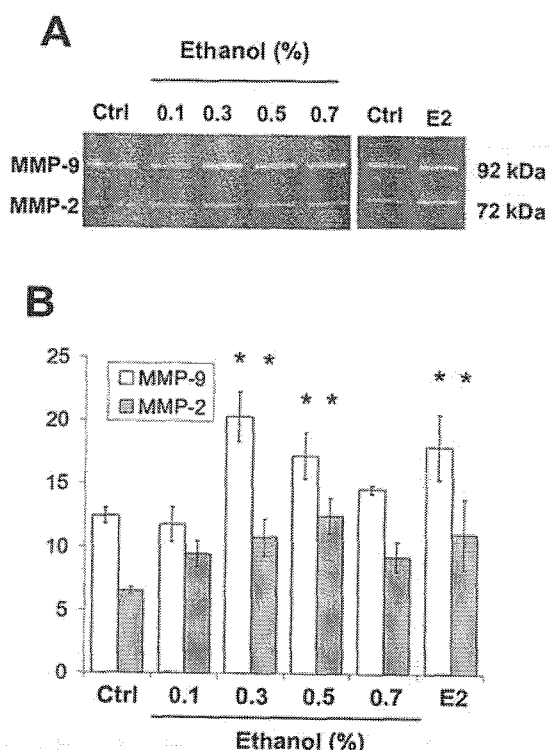 A
Ethanol (%)
Ctrl 0.1 0.3 0.5 0.7 Ctrl E2
MMP-9 92 kDa
MMP-2 72 kDa
B
25
* * * * * *
MMP-9
MMP-2
20
15
10
5
0
Ctrl 0.1 0.3 0.5 0.7 E2
Ethanol (%)